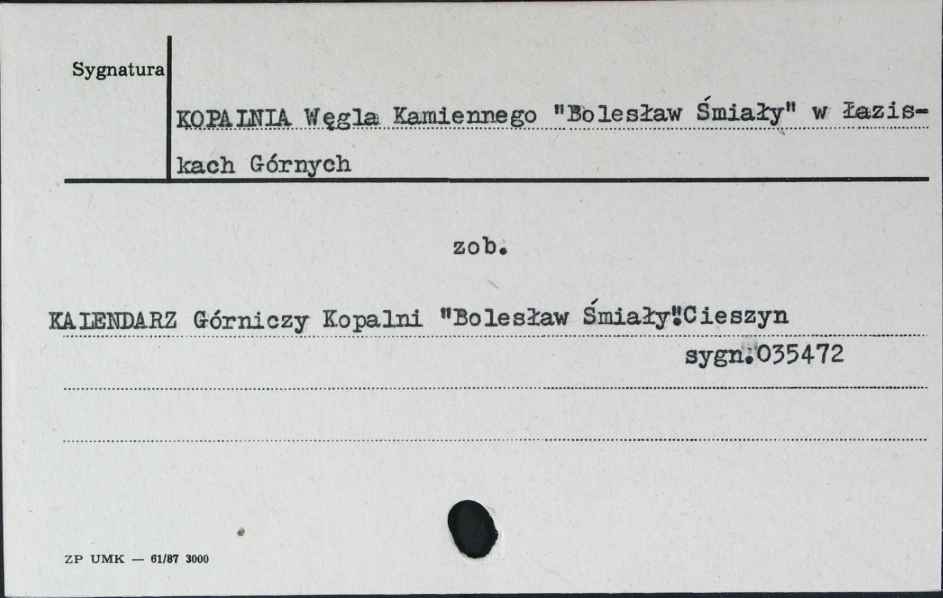 Sygnatura
KOPALNIA Węgla Kamiennego "Bolesław Śmiały" w Łazis-
kach Górnych
zob.
KALENDARZ Górniczy Kopalni "Bolesław Śmiały".Cieszyn
sygn.035472
ZP UMK — 61/87 3000